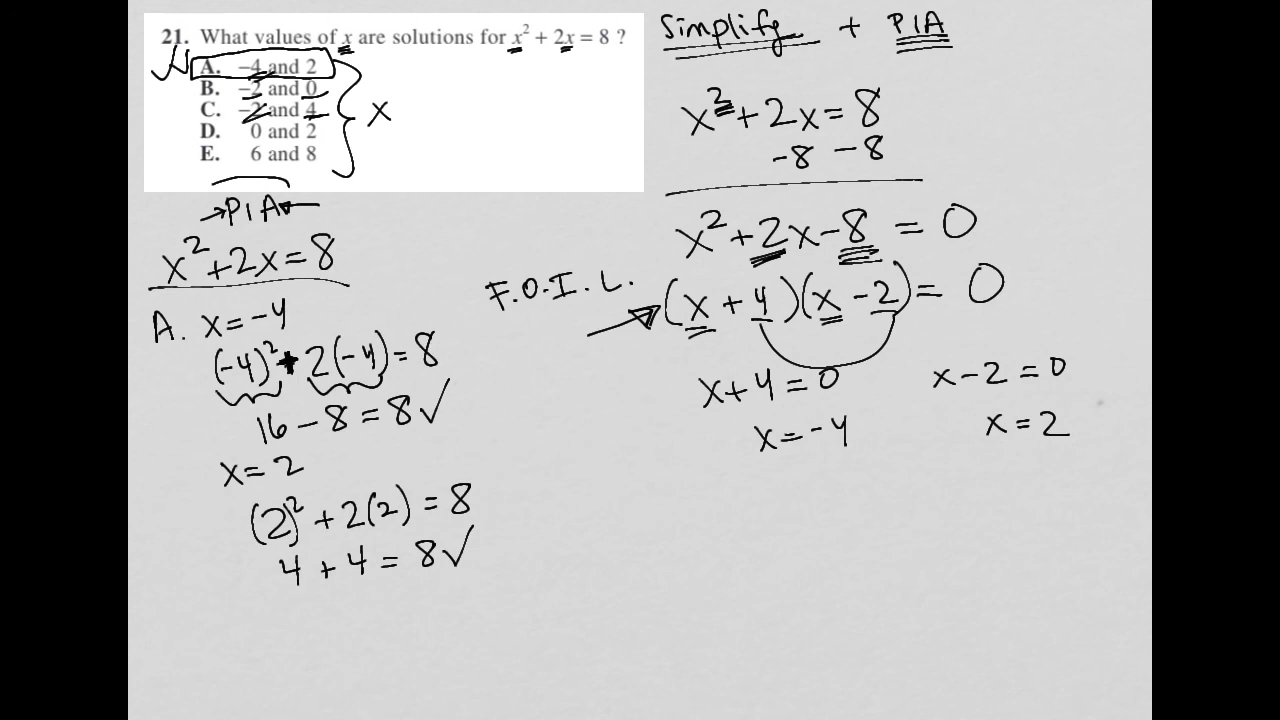 21. What values of x are solutions for x² + 2x = 8 ?
A. −4 and 2
B. −2 and 0
C. −2 and 4
D. 0 and 2
E. 6 and 8
x
PIA
x² + 2x = 8
A. x = -4
(-4)² + 2(-4) = 8
16 - 8 = 8 ✓
x = 2
(2)² + 2(2) = 8
4 + 4 = 8 ✓
Simplify + PIA
x² + 2x = 8
-8 -8
x² + 2x - 8 = 0
F.O.I.L.
(x + 4)(x - 2) = 0
x + 4 = 0 x - 2 = 0
x = -4 x = 2